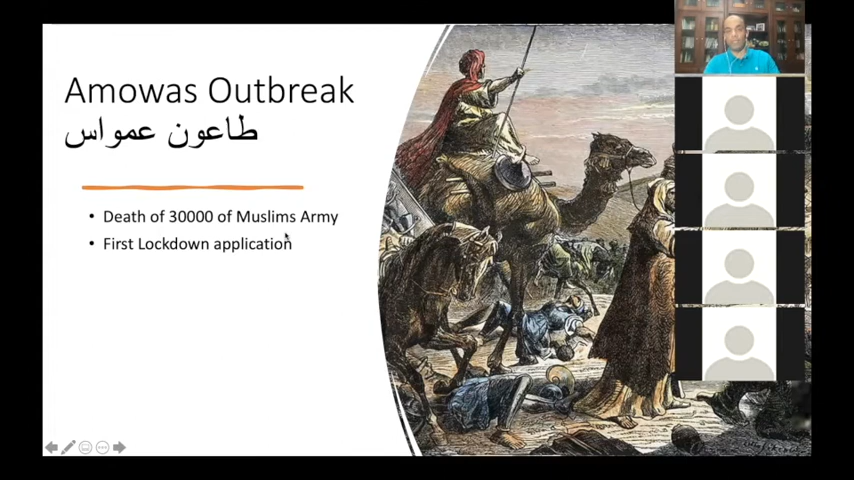 Amowas Outbreak
طاعون عمواس
• Death of 30000 of Muslims Army
• First Lockdown application